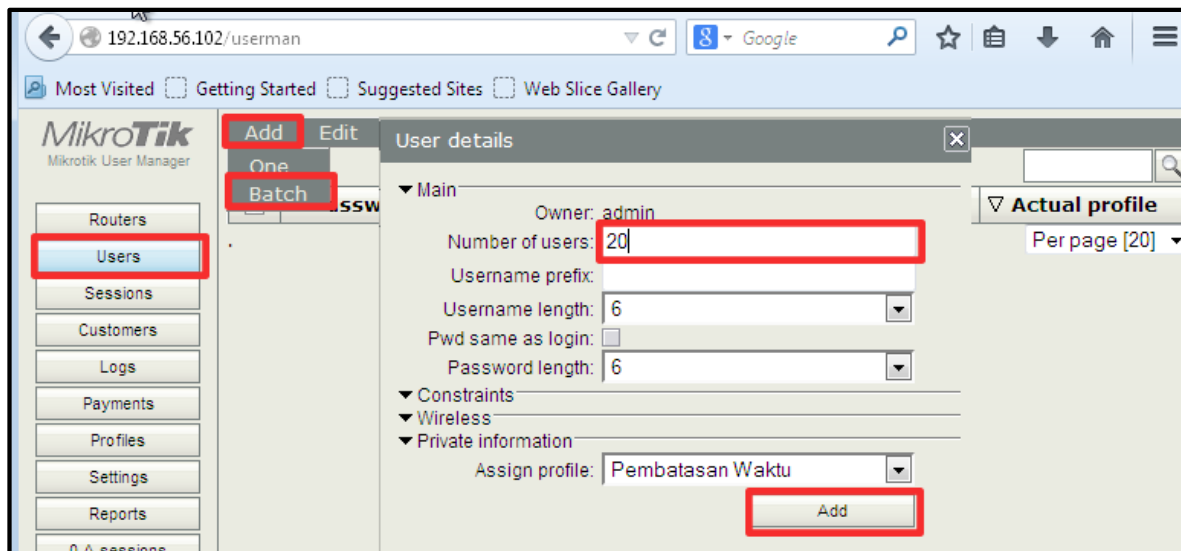 192.168.56.102/userman
Google
Most Visited Getting Started Suggested Sites Web Slice Gallery
MikroTik
Mikrotik User Manager
Add Edit
One
Batch
User details
Main
Owner: admin
Number of users: 20
Username prefix:
Username length: 6
Pwd same as login:
Password length: 6
Constraints
Wireless
Private information
Assign profile: Pembatasan Waktu
Add
Actual profile
Per page [20]
Routers
Users
Sessions
Customers
Logs
Payments
Profiles
Settings
Reports